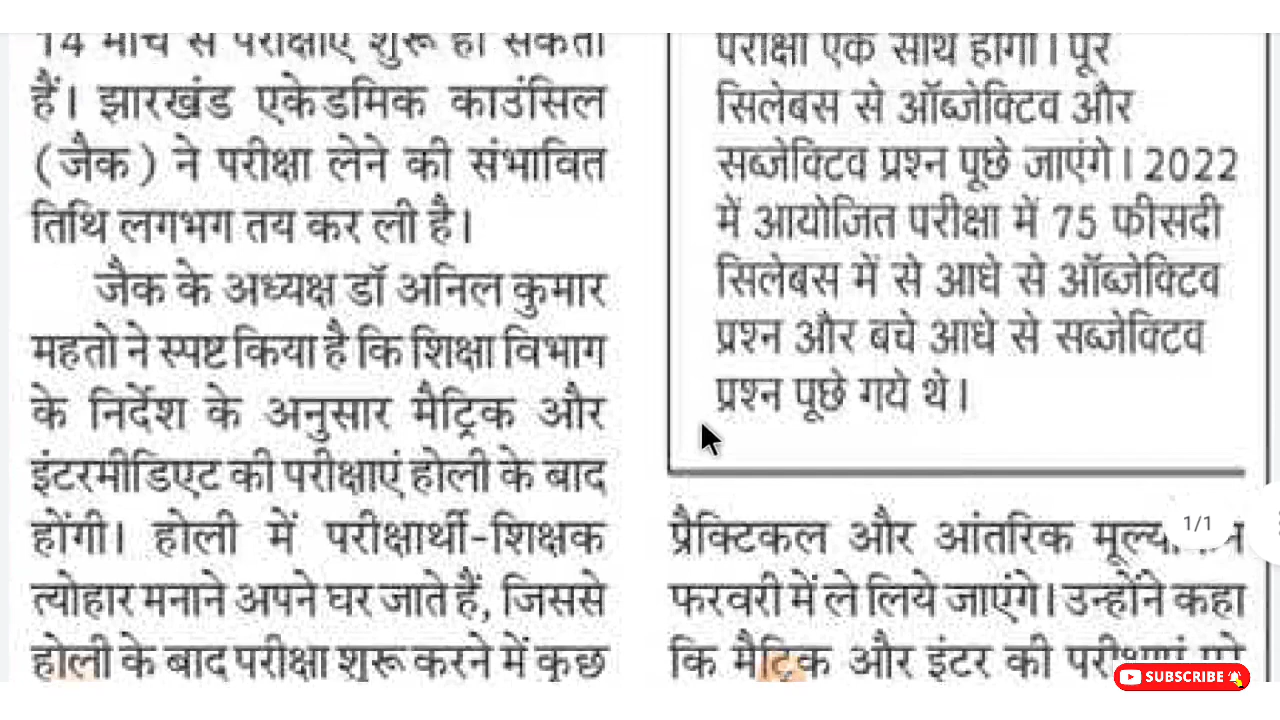 14 मार्च से परीक्षाएं शुरू हो सकती
हैं। झारखंड एकेडमिक काउंसिल
(जैक) ने परीक्षा लेने की संभावित
तिथि लगभग तय कर ली है।
जैक के अध्यक्ष डॉ अनिल कुमार
महतो ने स्पष्ट किया है कि शिक्षा विभाग
के निर्देश के अनुसार मैट्रिक और
इंटरमीडिएट की परीक्षाएं होली के बाद
होंगी। होली में परीक्षार्थी-शिक्षक
त्योहार मनाने अपने घर जाते हैं, जिससे
होली के बाद परीक्षा शुरू करने में कुछ
परीक्षा एक साथ होगी। पूरे
सिलेबस से ऑब्जेक्टिव और
सब्जेक्टिव प्रश्न पूछे जाएंगे। 2022
में आयोजित परीक्षा में 75 फीसदी
सिलेबस में से आधे से ऑब्जेक्टिव
प्रश्न और बचे आधे से सब्जेक्टिव
प्रश्न पूछे गये थे।
प्रैक्टिकल और आंतरिक
फरवरी में ले लिये जाएंगे। उन्होंने कहा
कि मैट्रिक और इंटर की परीक्षाएं
1/1
SUBSCRIBE